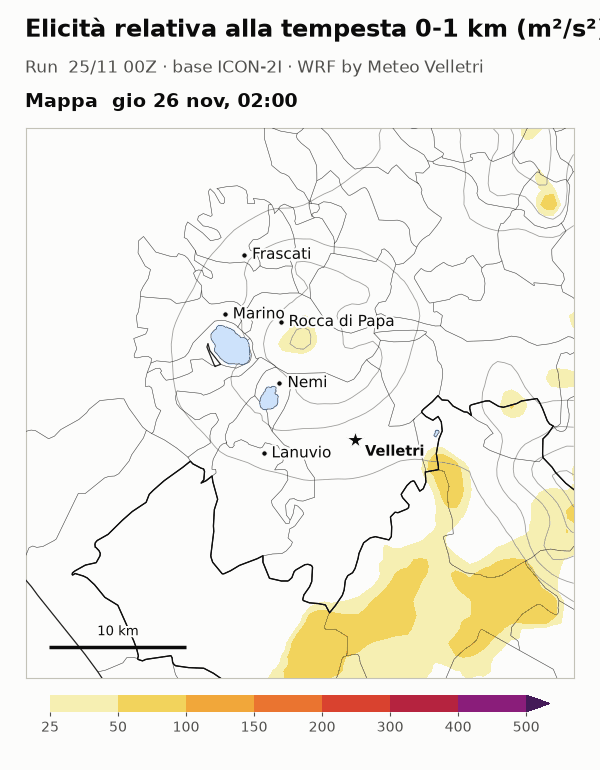 Elicità relativa alla tempesta 0-1 km (m²/s²)
Run  25/11 00Z · base ICON-2I · WRF by Meteo Velletri
Mappa  gio 26 nov, 02:00
Frascati
Marino
Rocca di Papa
Nemi
Velletri
Lanuvio
10 km
25 50 100 150 200 300 400 500